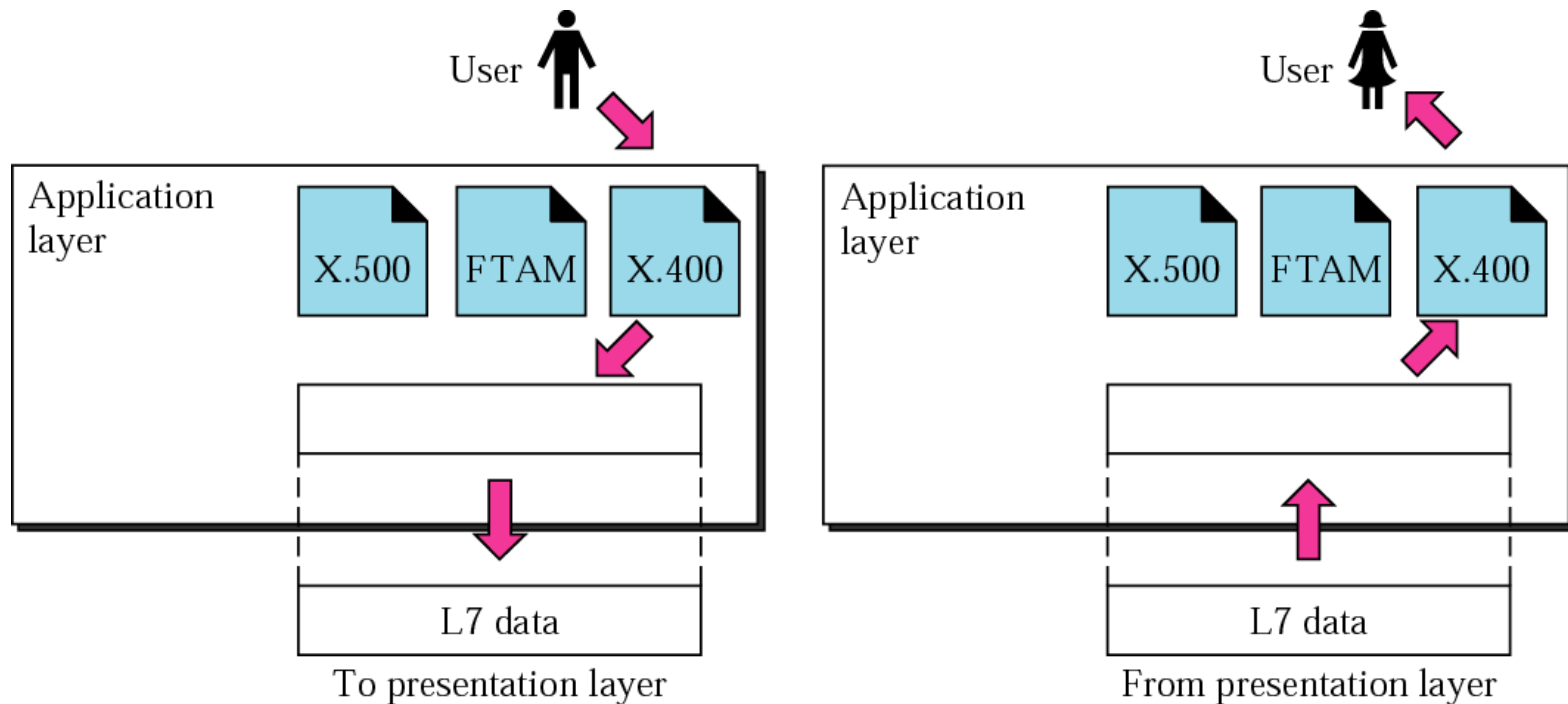 User
Application
layer
X.500
FTAM
X.400
L7 data
To presentation layer
User
Application
layer
X.500
FTAM
X.400
L7 data
From presentation layer